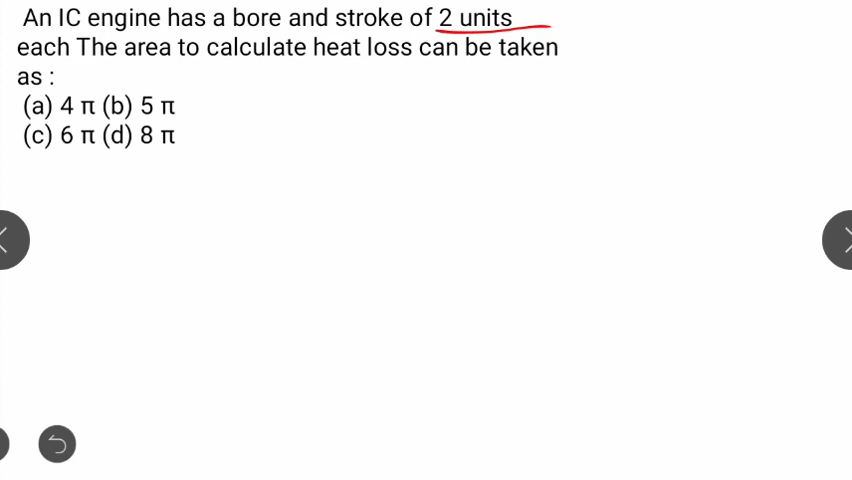 An IC engine has a bore and stroke of 2 units
each The area to calculate heat loss can be taken
as :
(a) 4 π (b) 5 π
(c) 6 π (d) 8 π